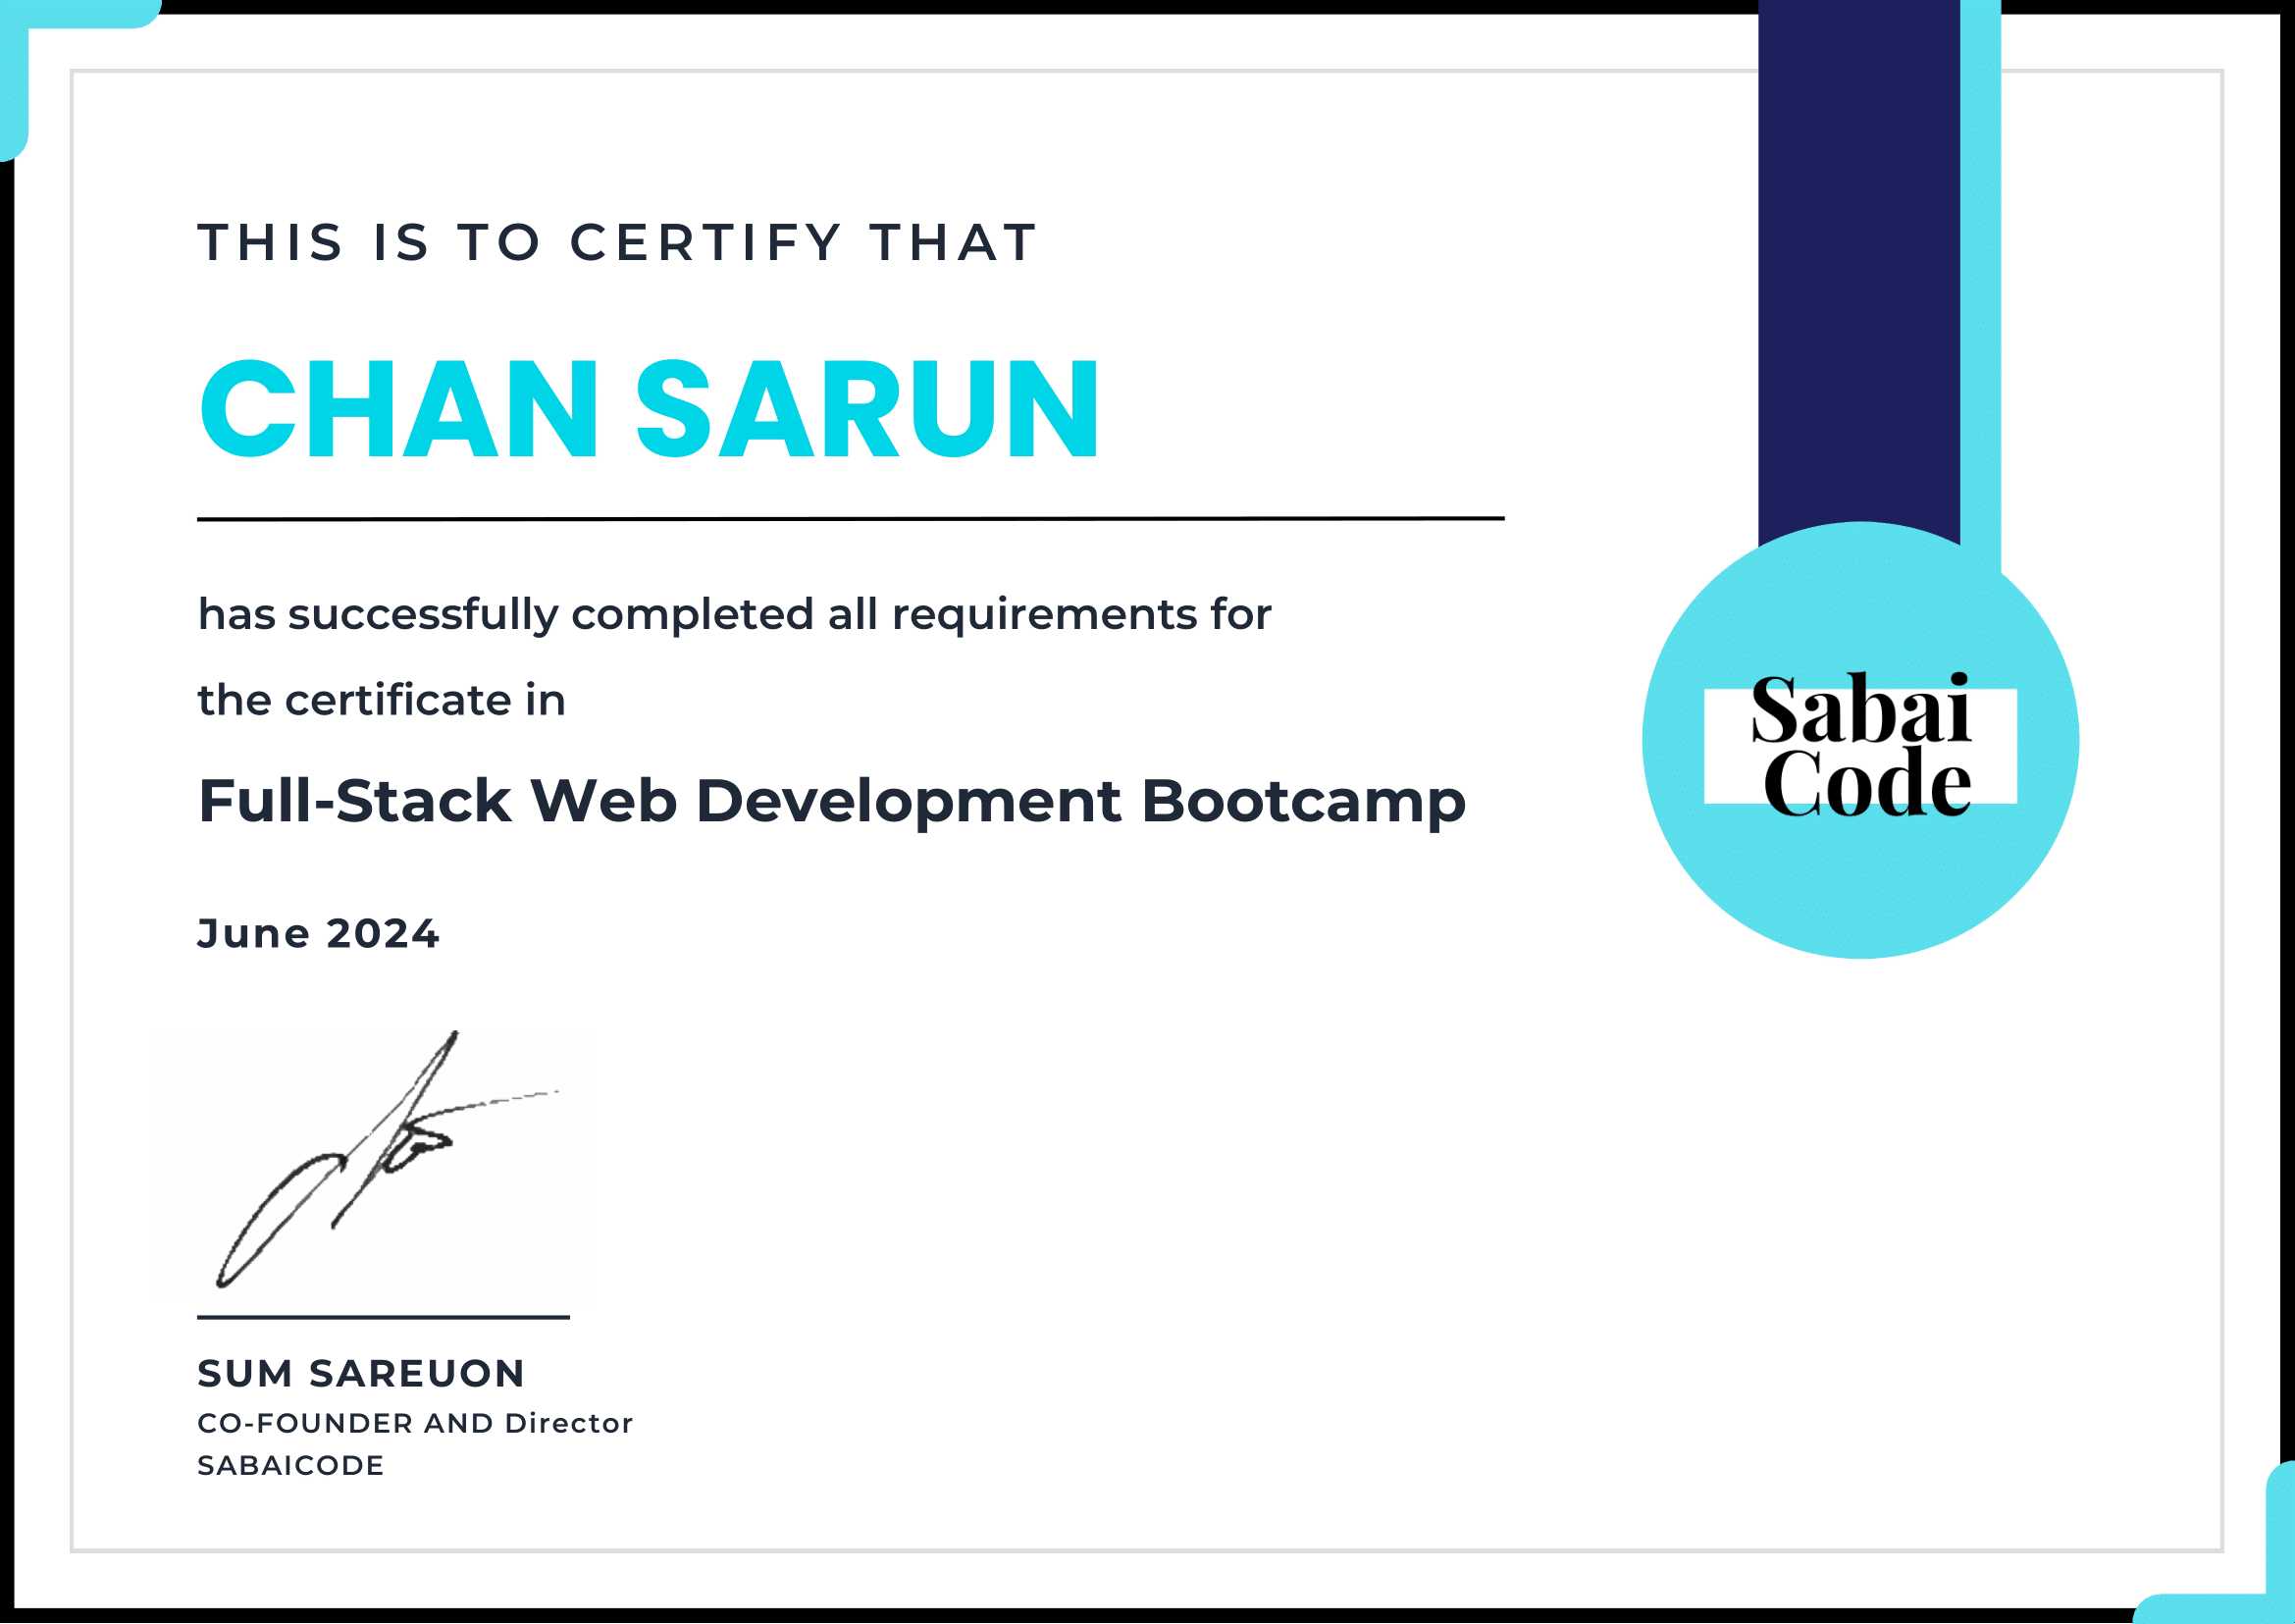 THIS IS TO CERTIFY THAT
CHAN SARUN
has successfully completed all requirements for
the certificate in
Full-Stack Web Development Bootcamp
June 2024
SUM SAREUON
CO-FOUNDER AND Director
SABAICODE
Sabai
Code